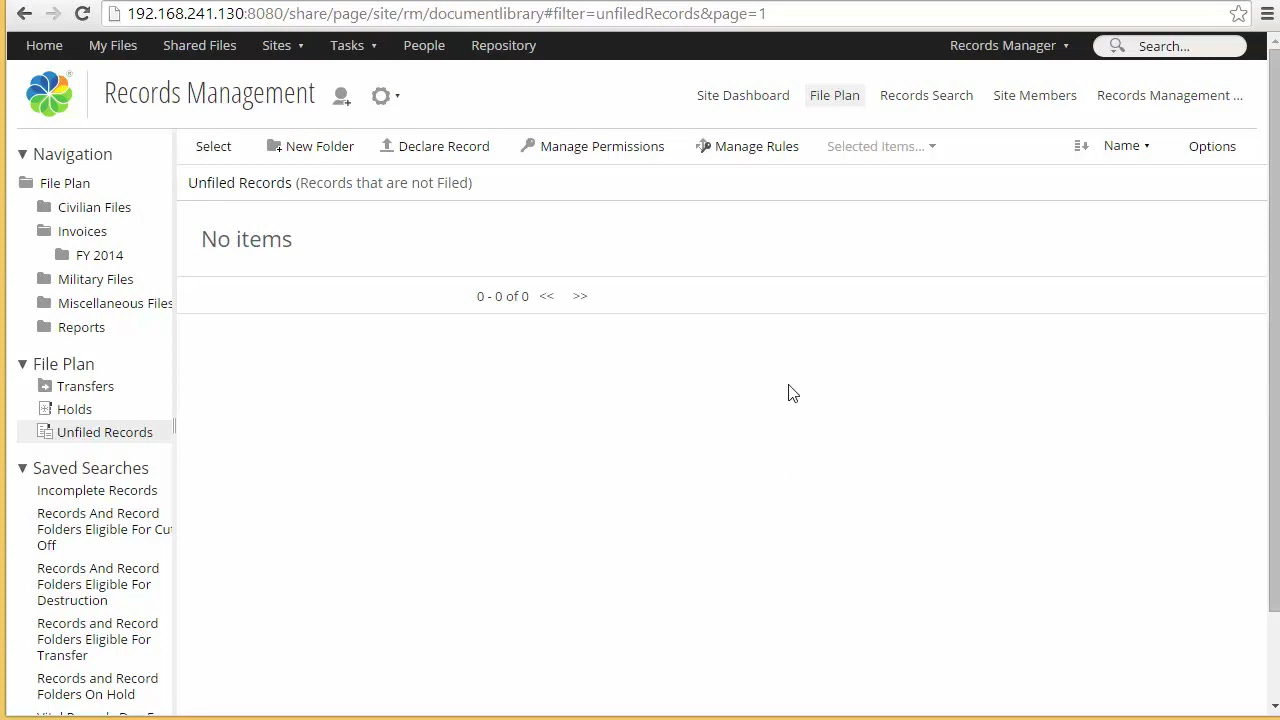 192.168.241.130:8080/share/page/site/rm/documentlibrary#filter=unfiledRecords&page=1
Home My Files Shared Files Sites Tasks People Repository Records Manager Search...
Records Management Site Dashboard File Plan Records Search Site Members Records Management ...
Select New Folder Declare Record Manage Permissions Manage Rules Selected Items... Name Options
Unfiled Records (Records that are not Filed)
No items
0 - 0 of 0 << >>
Navigation
File Plan
Civilian Files
Invoices
FY 2014
Military Files
Miscellaneous Files
Reports
File Plan
Transfers
Holds
Unfiled Records
Saved Searches
Incomplete Records
Records And Record
Folders Eligible For Cut
Off
Records And Record
Folders Eligible For
Destruction
Records and Record
Folders Eligible For
Transfer
Records and Record
Folders On Hold